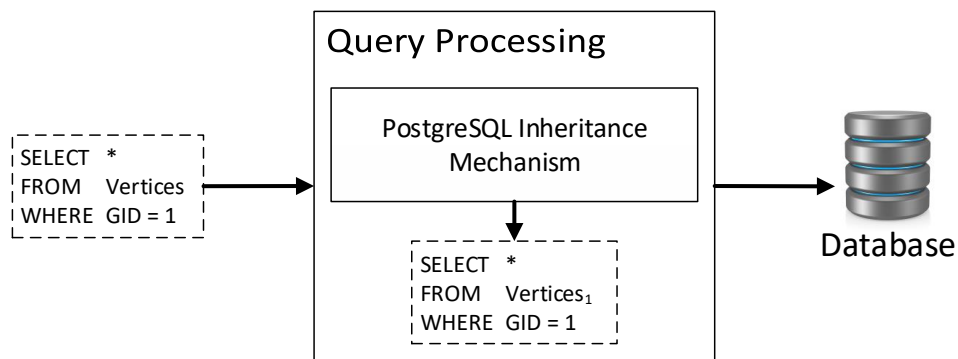 Query Processing
PostgreSQL Inheritance
Mechanism
SELECT *
FROM Vertices
WHERE GID = 1
SELECT *
FROM Vertices₁
WHERE GID = 1
Database